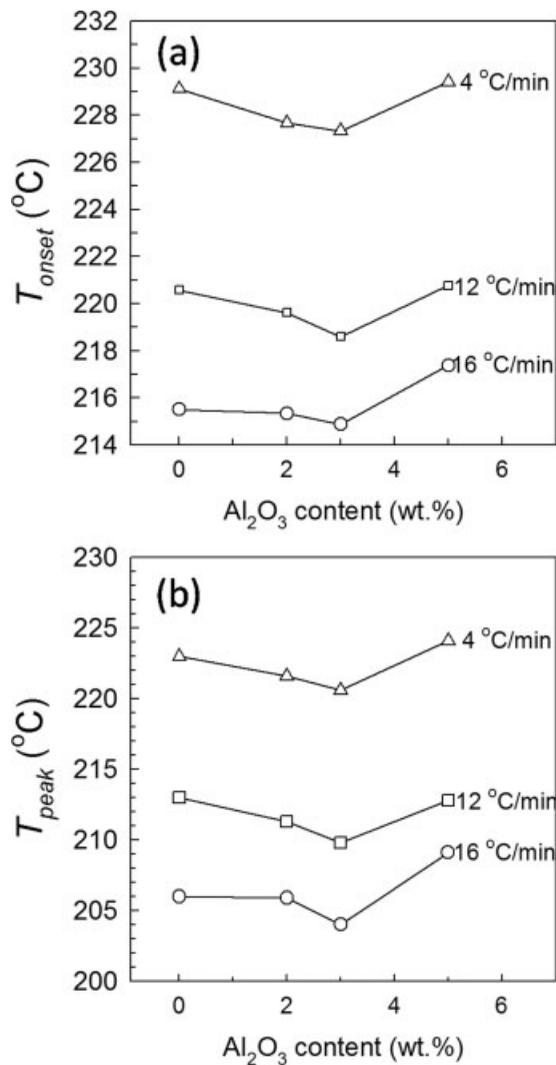 (a)
232
230
228
226
224
222
220
218
216
214
T_onset (°C)
4 °C/min
12 °C/min
16 °C/min
0 2 4 6
Al₂O₃ content (wt.%)
(b)
230
225
220
215
210
205
200
T_peak (°C)
4 °C/min
12 °C/min
16 °C/min
0 2 4 6
Al₂O₃ content (wt.%)